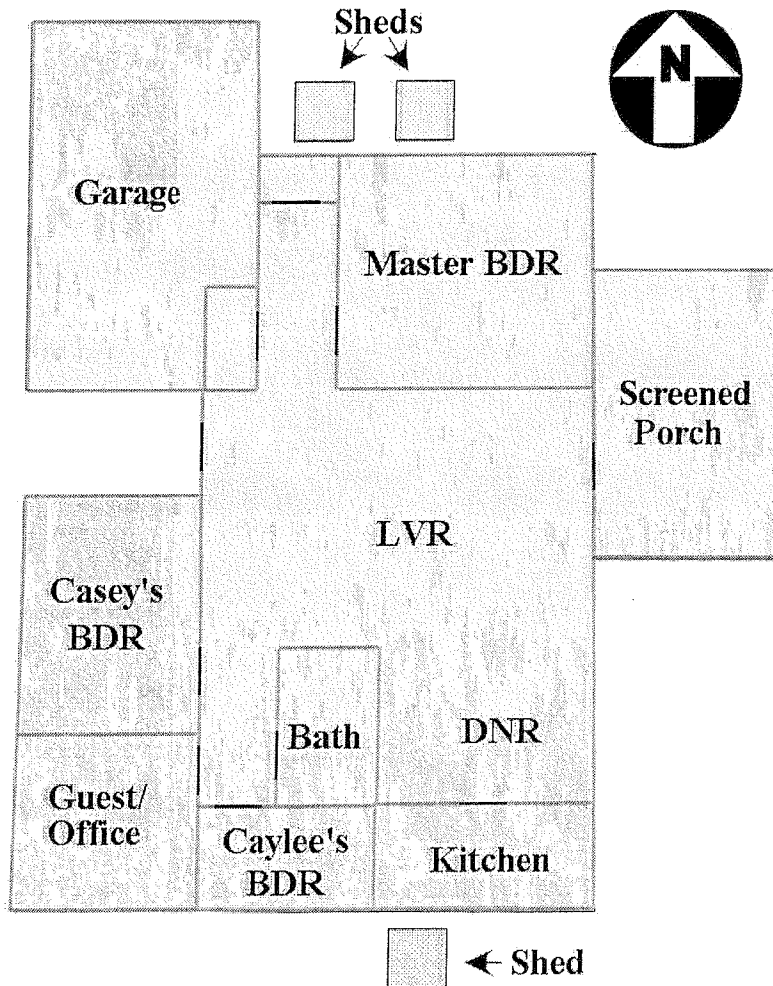 Sheds
N
Garage
Master BDR
Screened
Porch
LVR
Casey's
BDR
Bath
DNR
Guest/
Office
Caylee's
BDR
Kitchen
Shed